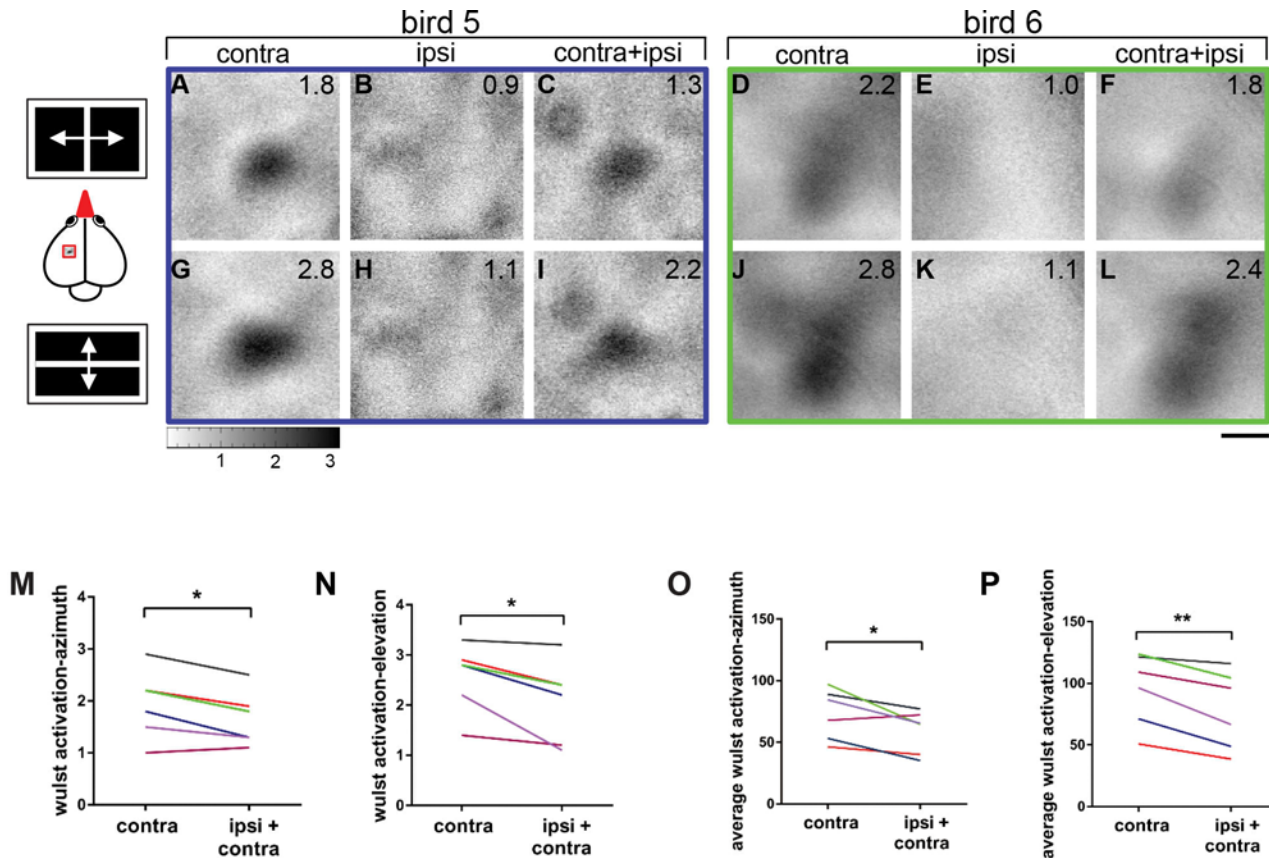 bird 5
bird 6
contra ipsi contra+ipsi
contra ipsi contra+ipsi
A 1.8 B 0.9 C 1.3
D 2.2 E 1.0 F 1.8
G 2.8 H 1.1 I 2.2
J 2.8 K 1.1 L 2.4
1 2 3
M
wulst activation-azimuth
4
3
2
1
0
*
contra
ipsi +
contra
N
wulst activation-elevation
4
3
2
1
0
*
contra
ipsi +
contra
O
average wulst activation-azimuth
150
100
50
0
*
contra
ipsi +
contra
P
average wulst activation-elevation
150
100
50
0
**
contra
ipsi +
contra